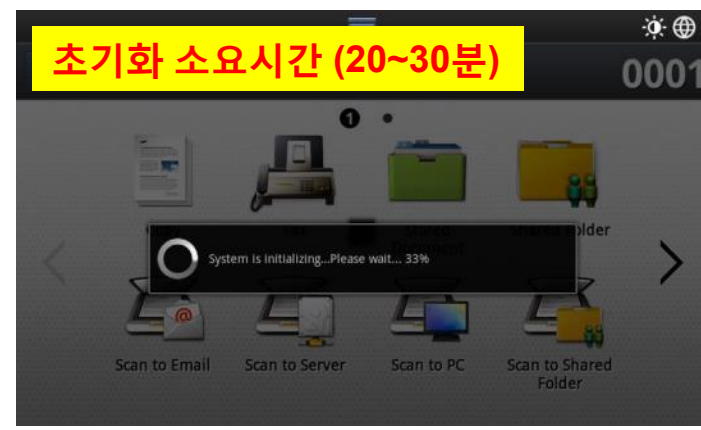 초기화 소요시간 (20~30분)
0001
1
System is initializing...Please wait... 33%
Shared Folder
Scan to Email
Scan to Server
Scan to PC
Scan to Shared
Folder